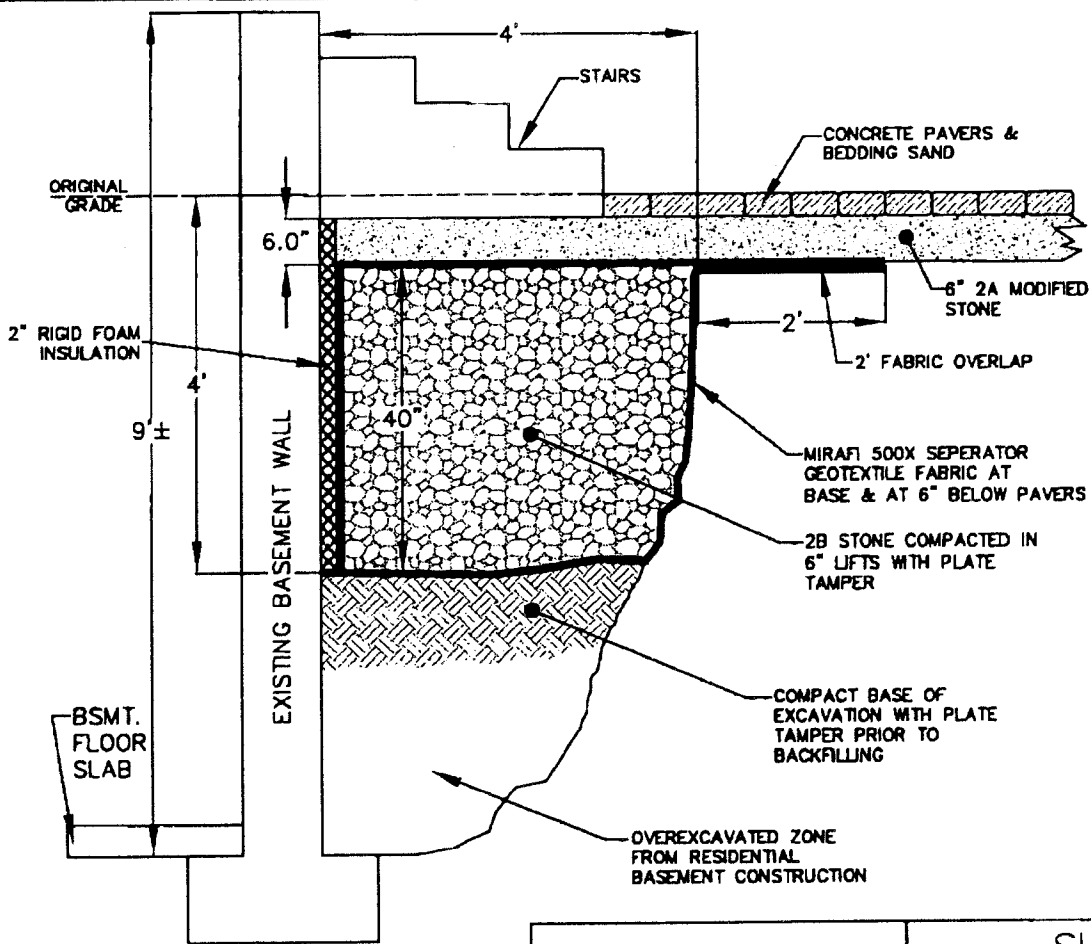 4'
STAIRS
CONCRETE PAVERS &
BEDDING SAND
ORIGINAL
GRADE
6.0"
6" 2A MODIFIED
STONE
2'
2" RIGID FOAM
INSULATION
2' FABRIC OVERLAP
4'
9'±
40"
EXISTING BASEMENT WALL
MIRAFI 500X SEPERATOR
GEOTEXTILE FABRIC AT
BASE & AT 6" BELOW PAVERS
2B STONE COMPACTED IN
6" LIFTS WITH PLATE
TAMPER
COMPACT BASE OF
EXCAVATION WITH PLATE
TAMPER PRIOR TO
BACKFILLING
BSMT.
FLOOR
SLAB
OVEREXCAVATED ZONE
FROM RESIDENTIAL
BASEMENT CONSTRUCTION